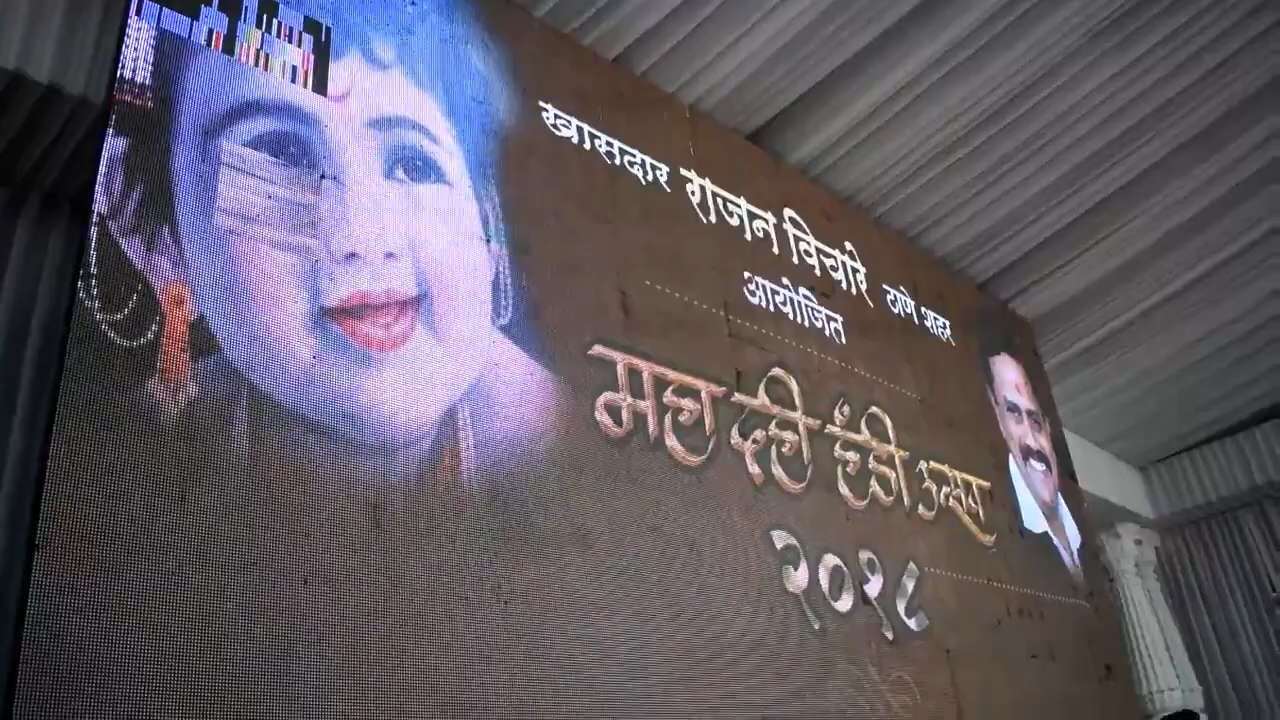 खासदार राजन विचारे ठाणे शहर
आयोजित
महा दही हंडी उत्सव
२०१८